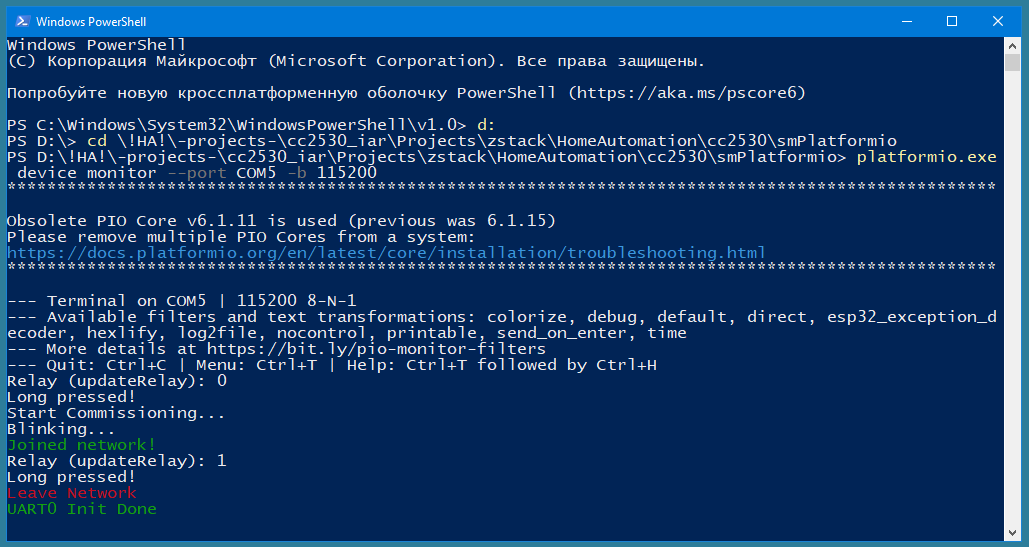 Windows PowerShell
Windows PowerShell
(C) Корпорация Майкрософт (Microsoft Corporation). Все права защищены.
Попробуйте новую кроссплатформенную оболочку PowerShell (https://aka.ms/pscore6)
PS C:\Windows\System32\WindowsPowerShell\v1.0> d:
PS D:\> cd \!HA!\-projects-\cc2530_iar\Projects\zstack\HomeAutomation\cc2530\smPlatformio
PS D:\!HA!\-projects-\cc2530_iar\Projects\zstack\HomeAutomation\cc2530\smPlatformio> platformio.exe
device monitor --port COM5 -b 115200
***************************************************************************************************
Obsolete PIO Core v6.1.11 is used (previous was 6.1.15)
Please remove multiple PIO Cores from a system:
https://docs.platformio.org/en/latest/core/installation/troubleshooting.html
***************************************************************************************************
--- Terminal on COM5 | 115200 8-N-1
--- Available filters and text transformations: colorize, debug, default, direct, esp32_exception_d
ecoder, hexlify, log2file, nocontrol, printable, send_on_enter, time
--- More details at https://bit.ly/pio-monitor-filters
--- Quit: Ctrl+C | Menu: Ctrl+T | Help: Ctrl+T followed by Ctrl+H
Relay (updateRelay): 0
Long pressed!
Start Commissioning...
Blinking...
Joined network!
Relay (updateRelay): 1
Long pressed!
Leave Network
UART0 Init Done